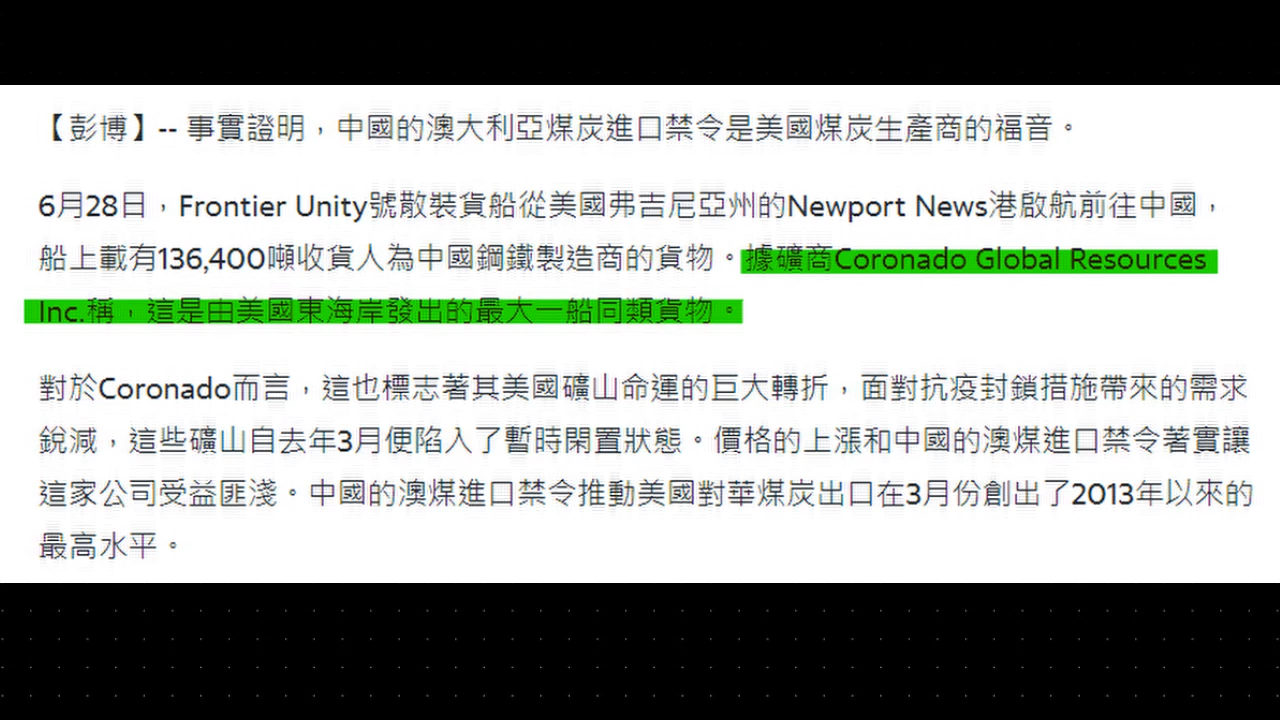 【彭博】-- 事實證明，中國的澳大利亞煤炭進口禁令是美國煤炭生產商的福音。
6月28日，Frontier Unity號散裝貨船從美國弗吉尼亞州的Newport News港啟航前往中國，
船上載有136,400噸收貨人為中國鋼鐵製造商的貨物。據礦商Coronado Global Resources
Inc.稱，這是由美國東海岸發出的最大一船同類貨物。
對於Coronado而言，這也標志著其美國礦山命運的巨大轉折，面對抗疫封鎖措施帶來的需求
銳減，這些礦山自去年3月便陷入了暫時閑置狀態。價格的上漲和中國的澳煤進口禁令著實讓
這家公司受益匪淺。中國的澳煤進口禁令推動美國對華煤炭出口在3月份創出了2013年以來的
最高水平。